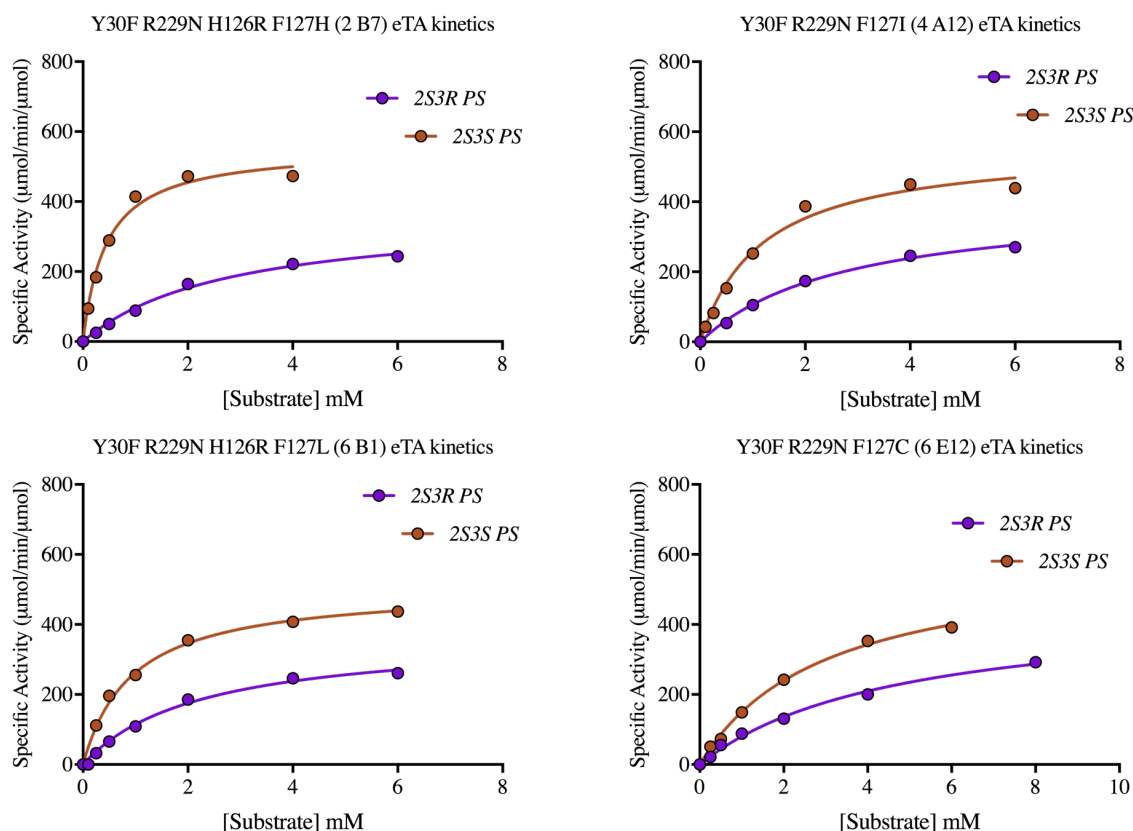 Y30F R229N H126R F127H (2 B7) eTA kinetics
Specific Activity (µmol/min/µmol)
800
600
400
200
0
0 2 4 6 8
[Substrate] mM
2S3R PS
2S3S PS
Y30F R229N F127I (4 A12) eTA kinetics
Specific Activity (µmol/min/µmol)
800
600
400
200
0
0 2 4 6 8
[Substrate] mM
2S3R PS
2S3S PS
Y30F R229N H126R F127L (6 B1) eTA kinetics
Specific Activity (µmol/min/µmol)
800
600
400
200
0
0 2 4 6 8
[Substrate] mM
2S3R PS
2S3S PS
Y30F R229N F127C (6 E12) eTA kinetics
Specific Activity (µmol/min/µmol)
800
600
400
200
0
0 2 4 6 8 10
[Substrate] mM
2S3R PS
2S3S PS